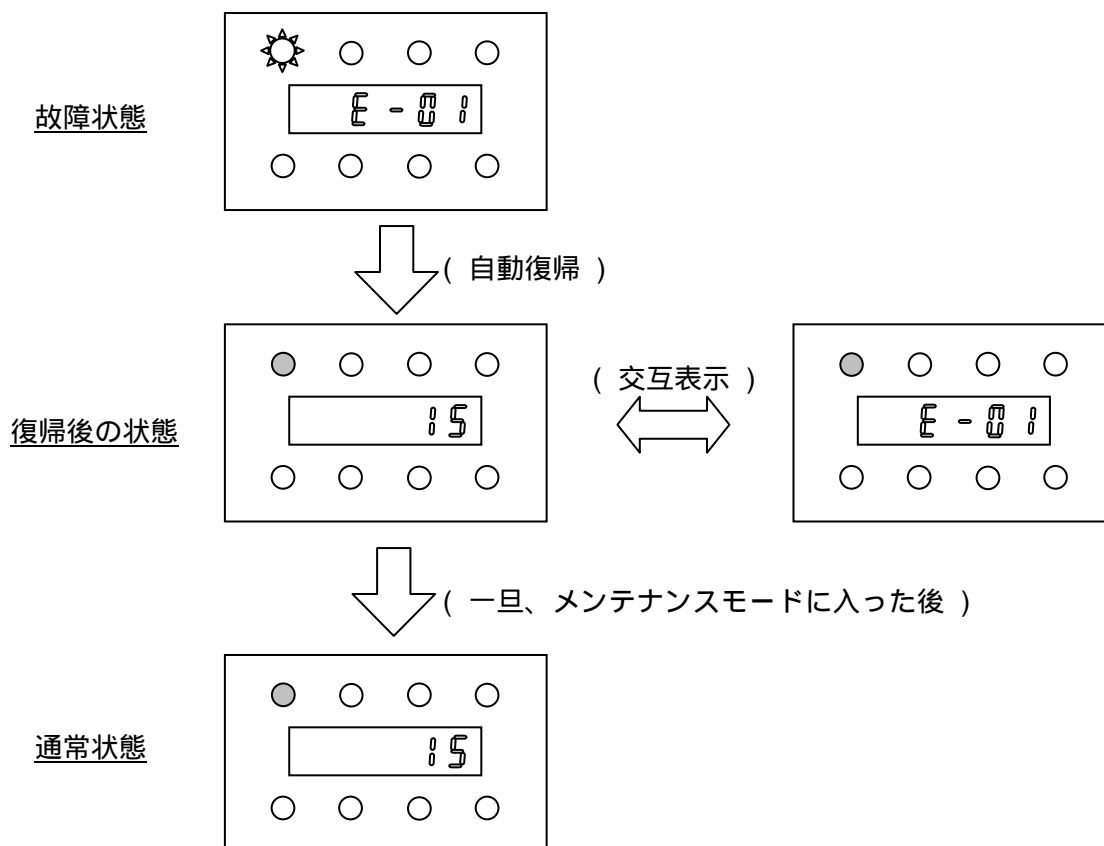 故障状態
E-01
( 自動復帰 )
復帰後の状態
15
( 交互表示 )
E-01
( 一旦、メンテナンスモードに入った後 )
通常状態
15